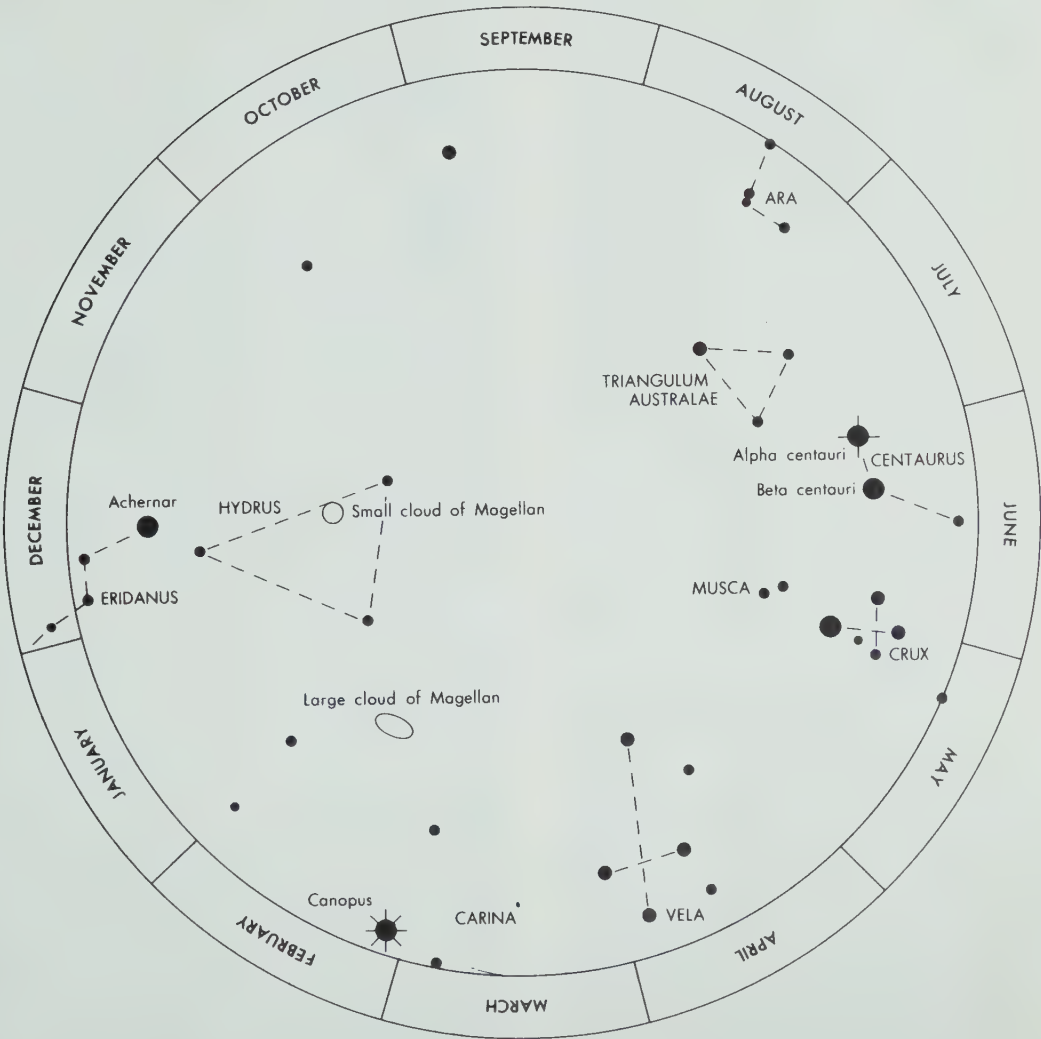 SEPTEMBER
OCTOBER
AUGUST
ARA
NOVEMBER
JULY
TRIANGULUM
AUSTRALAE
Alpha centauri
CENTAURUS
Beta centauri
DECEMBER
Achernar
HYDRUS
Small cloud of Magellan
JUNE
ERIDANUS
MUSCA
CRUX
Large cloud of Magellan
JANUARY
MAY
Canopus
CARINA
VELA
FEBRUARY
APRIL
MARCH